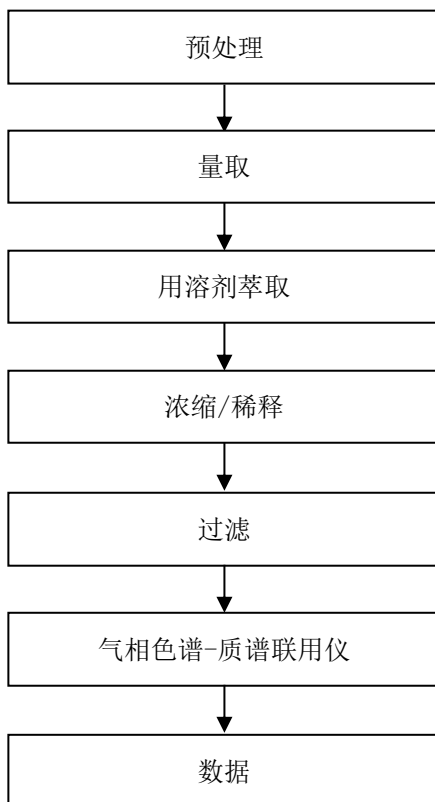 预处理
量取
用溶剂萃取
浓缩/稀释
过滤
气相色谱-质谱联用仪
数据